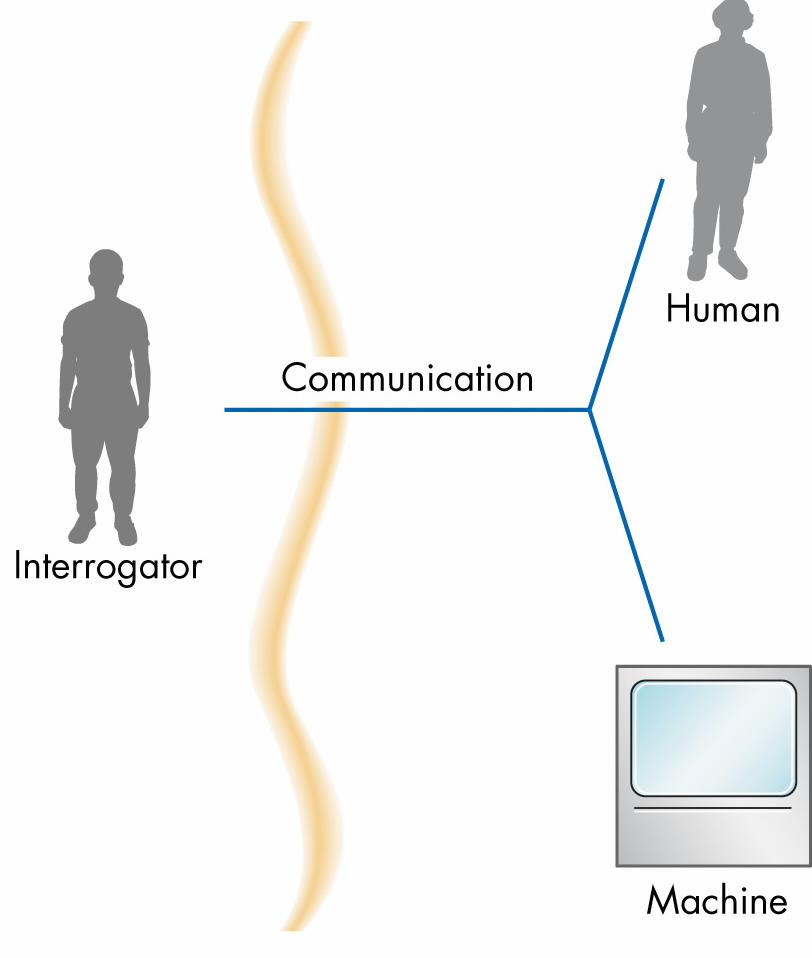 Human
Communication
Interrogator
Machine